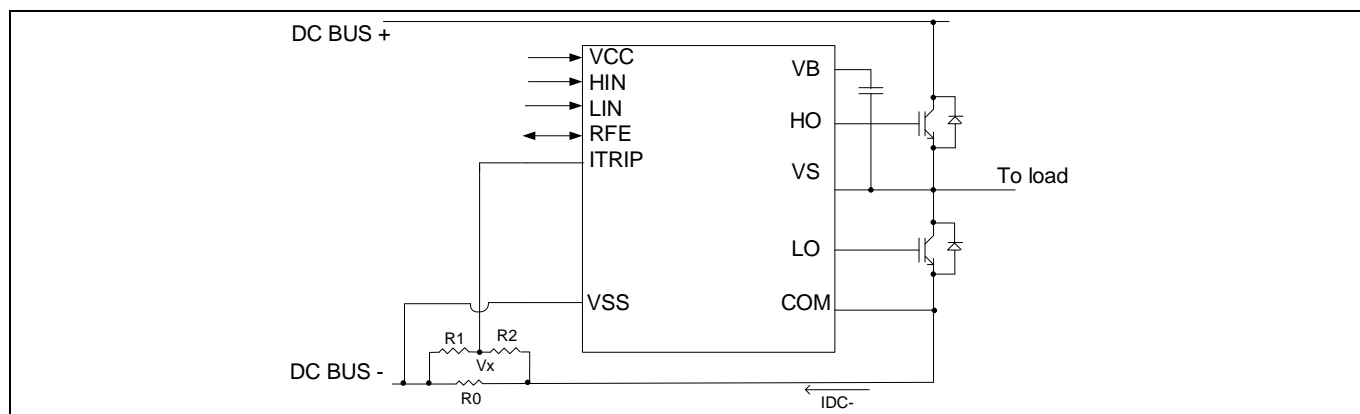 DC BUS +
VCC
HIN
LIN
RFE
ITRIP
VSS
VB
HO
VS
LO
COM
To load
R1
R2
Vx
DC BUS -
R0
IDC-